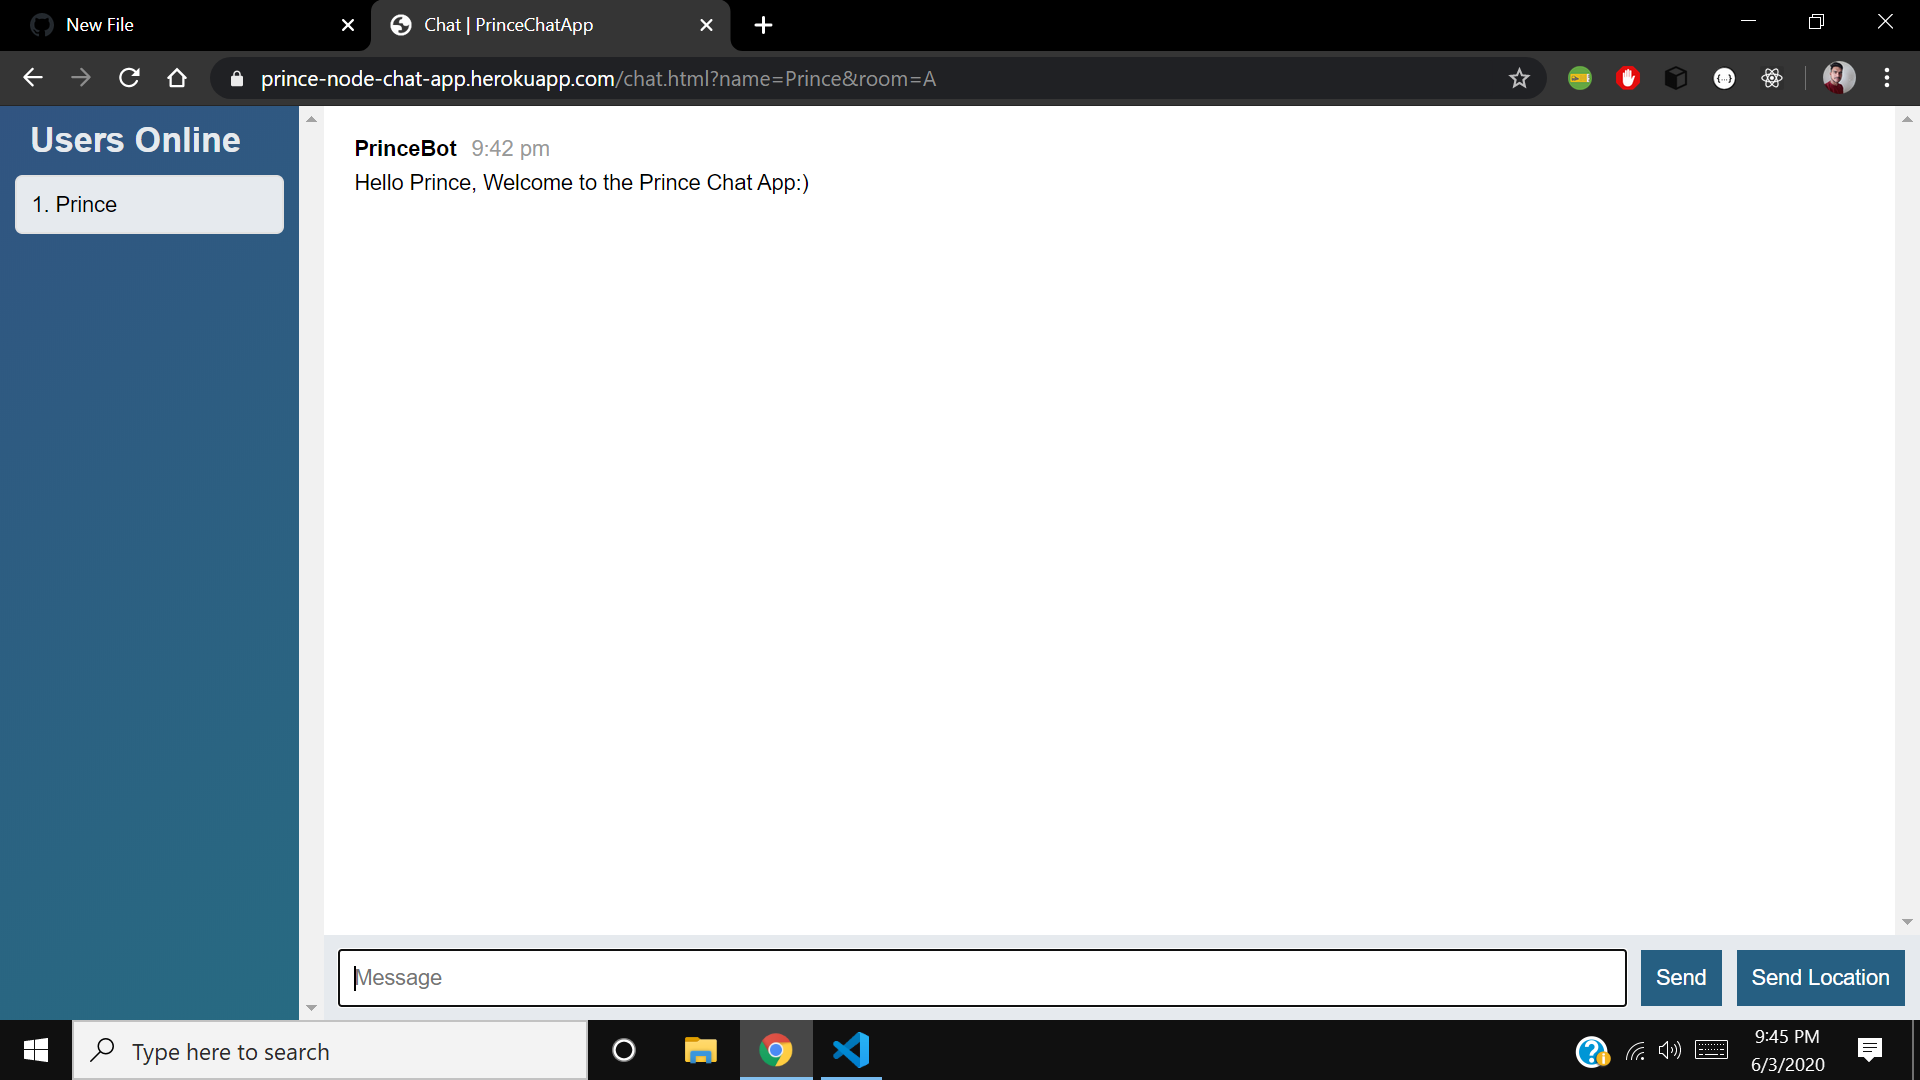 New File
Chat | PrinceChatApp
prince-node-chat-app.herokuapp.com/chat.html?name=Prince&room=A
Users Online
1. Prince
PrinceBot 9:42 pm
Hello Prince, Welcome to the Prince Chat App:)
Message
Send
Send Location
Type here to search
9:45 PM
6/3/2020